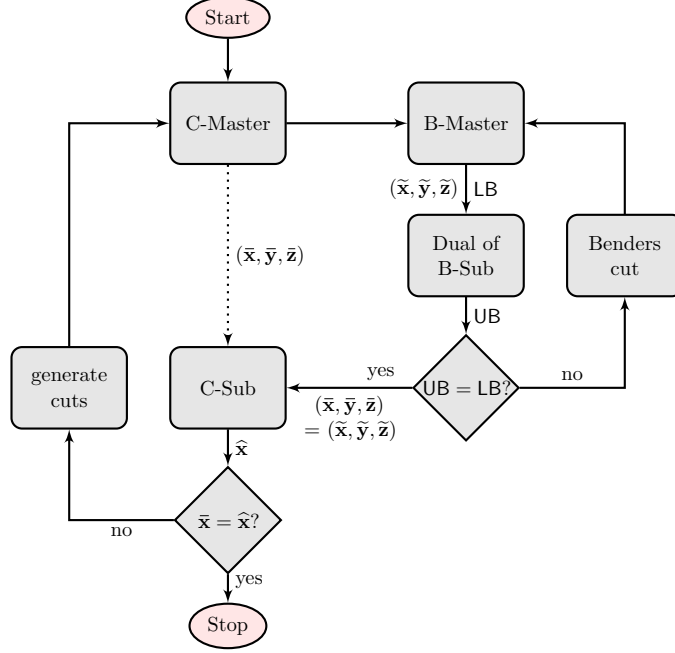 Start
C-Master
B-Master
(x̃, ỹ, z̃)
LB
Dual of
B-Sub
Benders
cut
(x̄, ȳ, z̄)
UB
generate
cuts
C-Sub
yes
UB = LB?
no
(x̄, ȳ, z̄)
= (x̃, ỹ, z̃)
x̂
x̄ = x̂?
no
yes
Stop